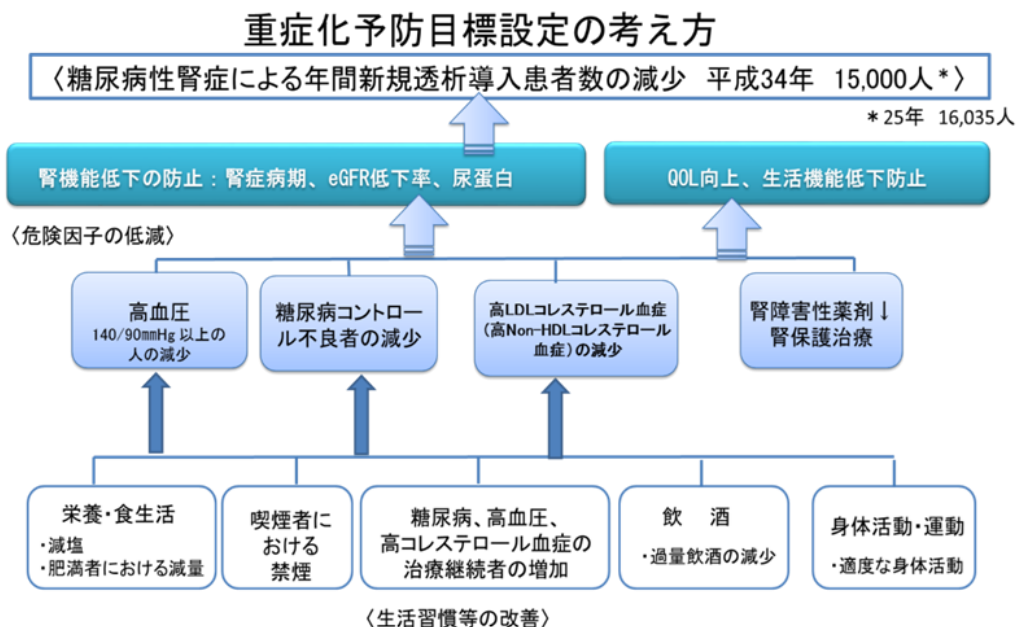 重症化予防目標設定の考え方
〈糖尿病性腎症による年間新規透析導入患者数の減少 平成34年 15,000人*〉
*25年 16,035人
腎機能低下の防止:腎症病期、eGFR低下率、尿蛋白
QOL向上、生活機能低下防止
〈危険因子の低減〉
高血圧
140/90mmHg 以上の
人の減少
糖尿病コントロー
ル不良者の減少
高LDLコレステロール血症
(高Non-HDLコレステロール
血症)の減少
腎障害性薬剤↓
腎保護治療
栄養・食生活
・減塩
・肥満者における減量
喫煙者に
おける
禁煙
糖尿病、高血圧、
高コレステロール血症の
治療継続者の増加
飲 酒
・過量飲酒の減少
身体活動・運動
・適度な身体活動
〈生活習慣等の改善〉